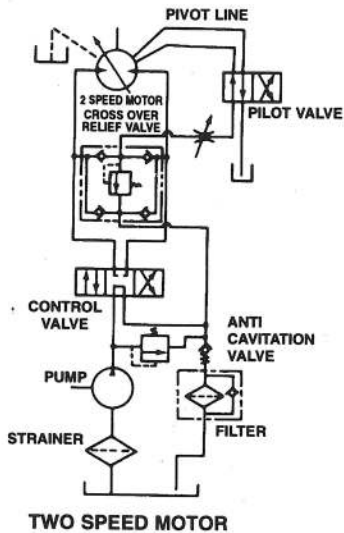 PIVOT LINE
2 SPEED MOTOR
CROSS OVER
RELIEF VALVE
PILOT VALVE
CONTROL
VALVE
ANTI
CAVITATION
VALVE
PUMP
STRAINER
FILTER
TWO SPEED MOTOR